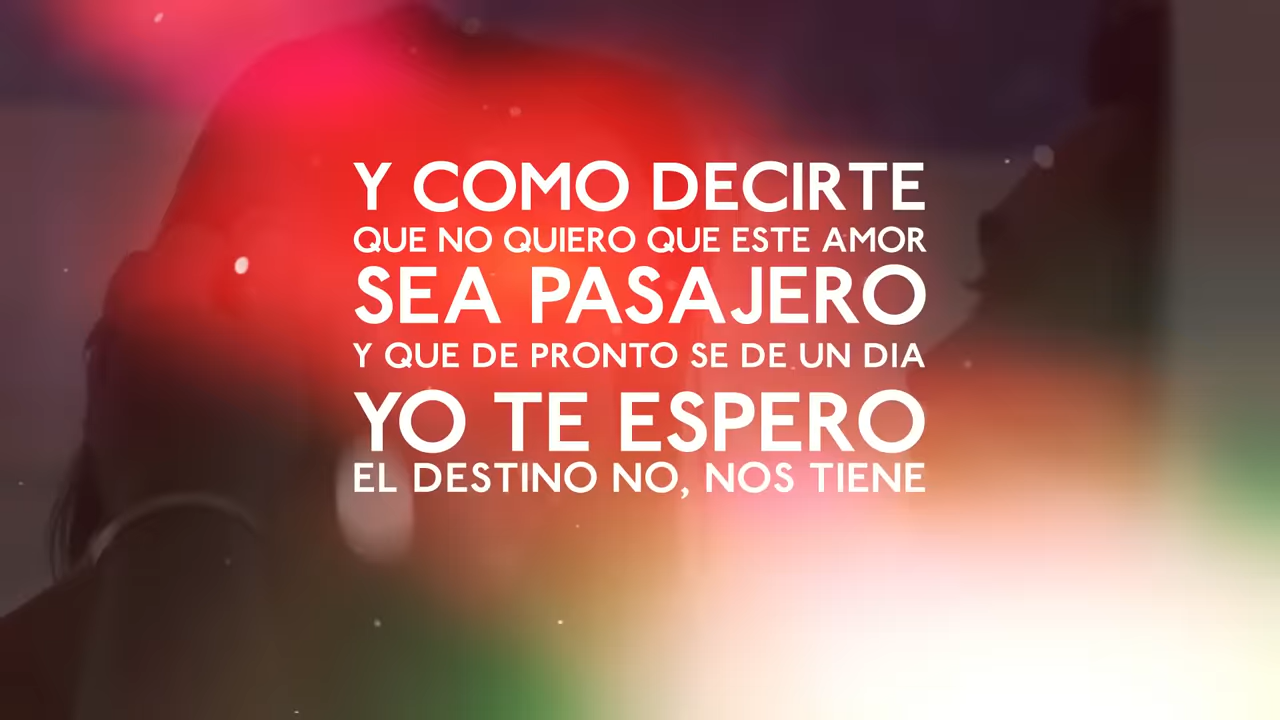 Y COMO DECIRTE
QUE NO QUIERO QUE ESTE AMOR
SEA PASAJERO
Y QUE DE PRONTO SE DE UN DIA
YO TE ESPERO
EL DESTINO NO, NOS TIENE